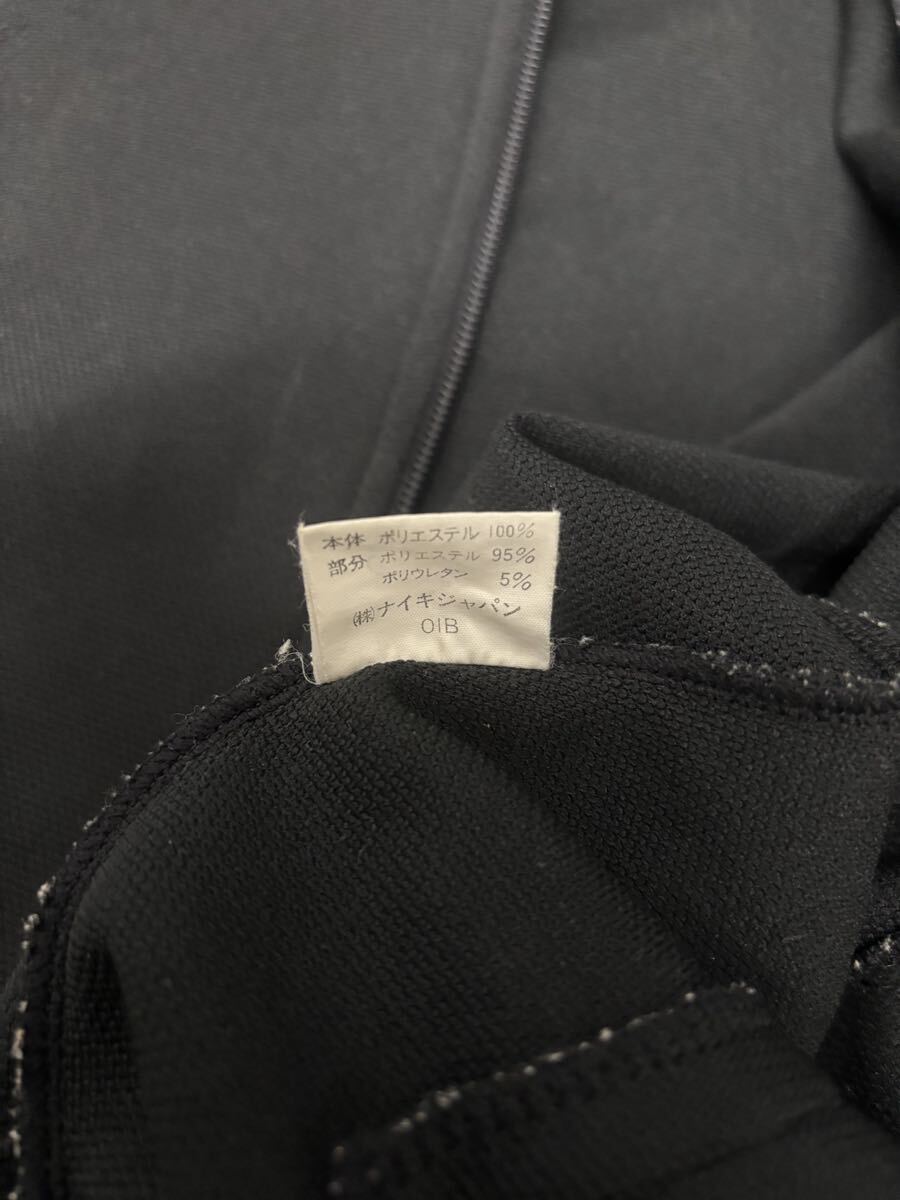 本体 ポリエステル 100%
部分 ポリエステル 95%
ポリウレタン 5%
(株)ナイキジャパン
01B